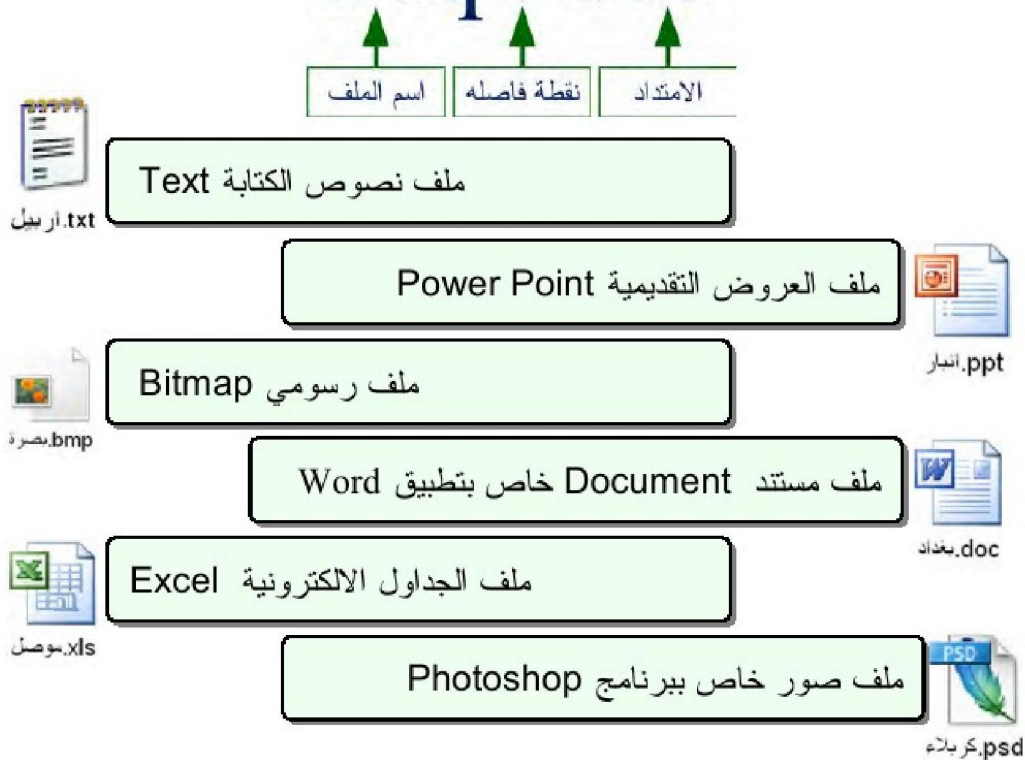 اسم الملف
نقطة فاصله
الامتداد
ملف نصوص الكتابة Text
اربيل.txt
ملف العروض التقديمية Power Point
انبار.ppt
ملف رسومي Bitmap
بصرة.bmp
ملف مستند Document خاص بتطبيق Word
بغداد.doc
ملف الجداول الالكترونية Excel
موصل.xls
ملف صور خاص ببرنامج Photoshop
PSD
كربلاء.psd